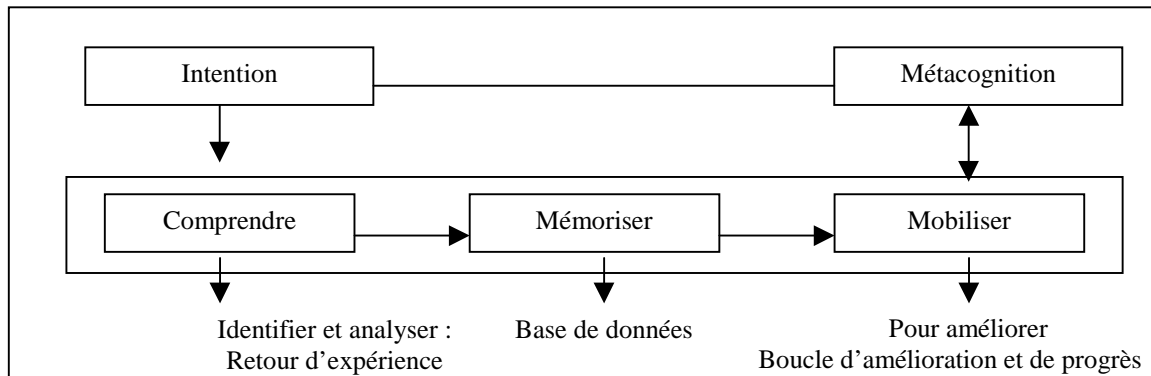 Intention
Métacognition
Comprendre
Mémoriser
Mobiliser
Identifier et analyser :
Retour d’expérience
Base de données
Pour améliorer
Boucle d’amélioration et de progrès